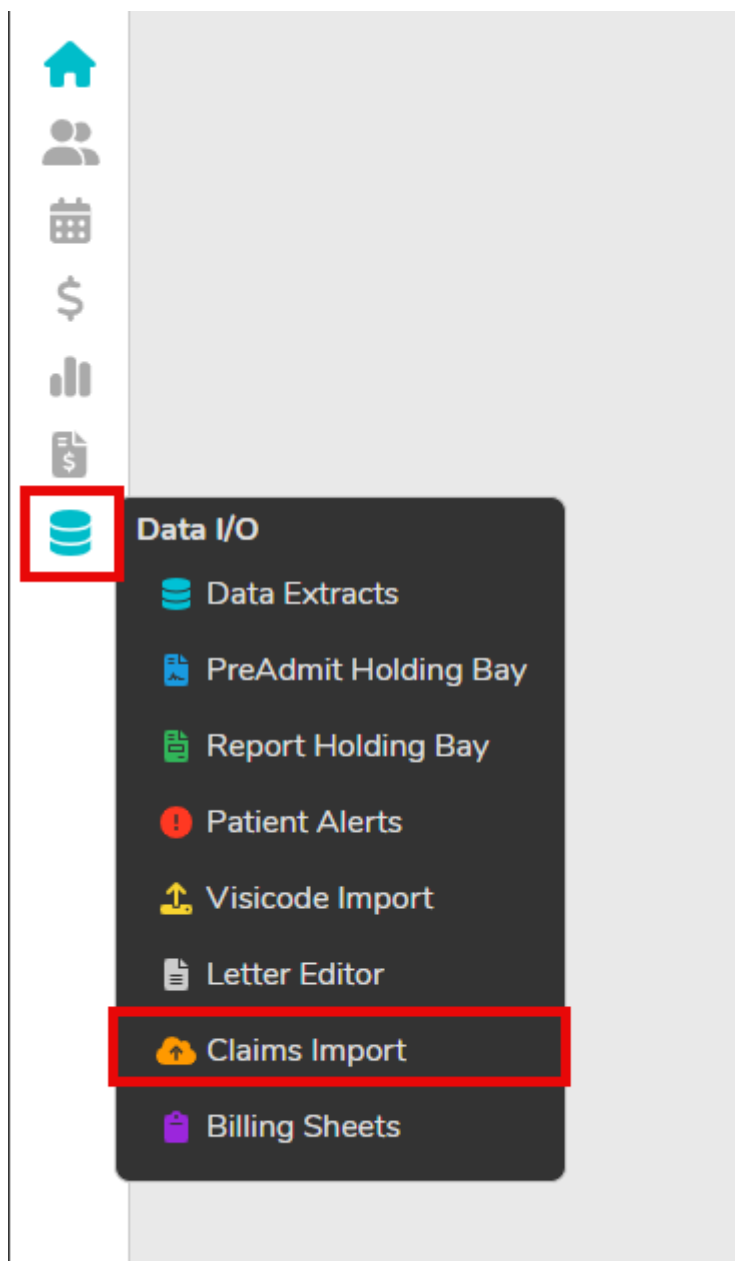 Data I/O
Data Extracts
PreAdmit Holding Bay
Report Holding Bay
Patient Alerts
Visicode Import
Letter Editor
Claims Import
Billing Sheets